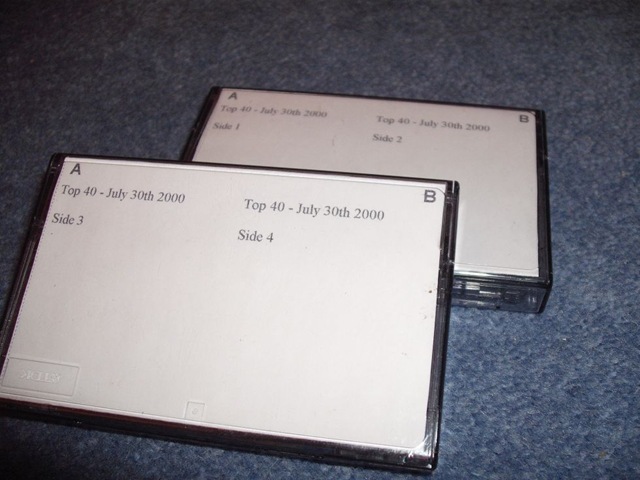 A
B
Top 40 - July 30th 2000
Top 40 - July 30th 2000
Side 1
Side 2
A
B
Top 40 - July 30th 2000
Top 40 - July 30th 2000
Side 3
Side 4